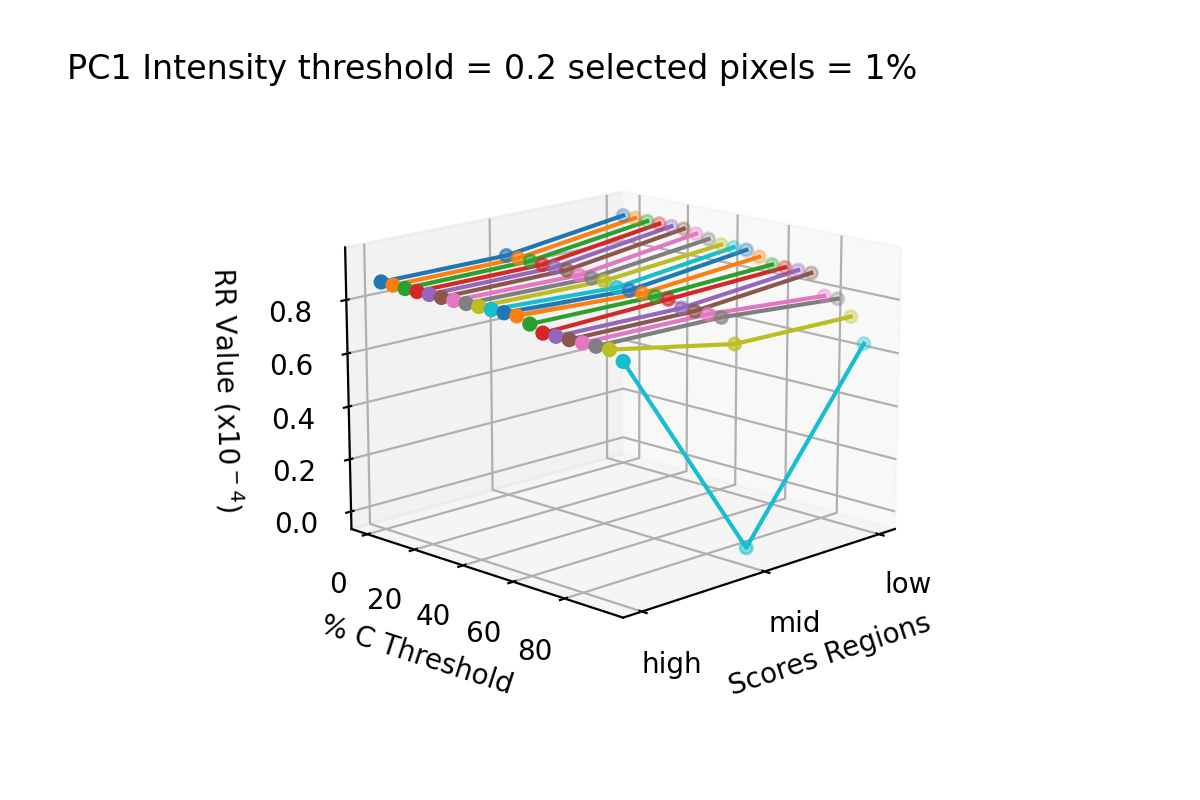 PC1 Intensity threshold = 0.2 selected pixels = 1%
RR Value (x10⁻⁴)
0.8
0.6
0.4
0.2
0.0
0
20
40
60
80
% C Threshold
high
mid
low
Scores Regions